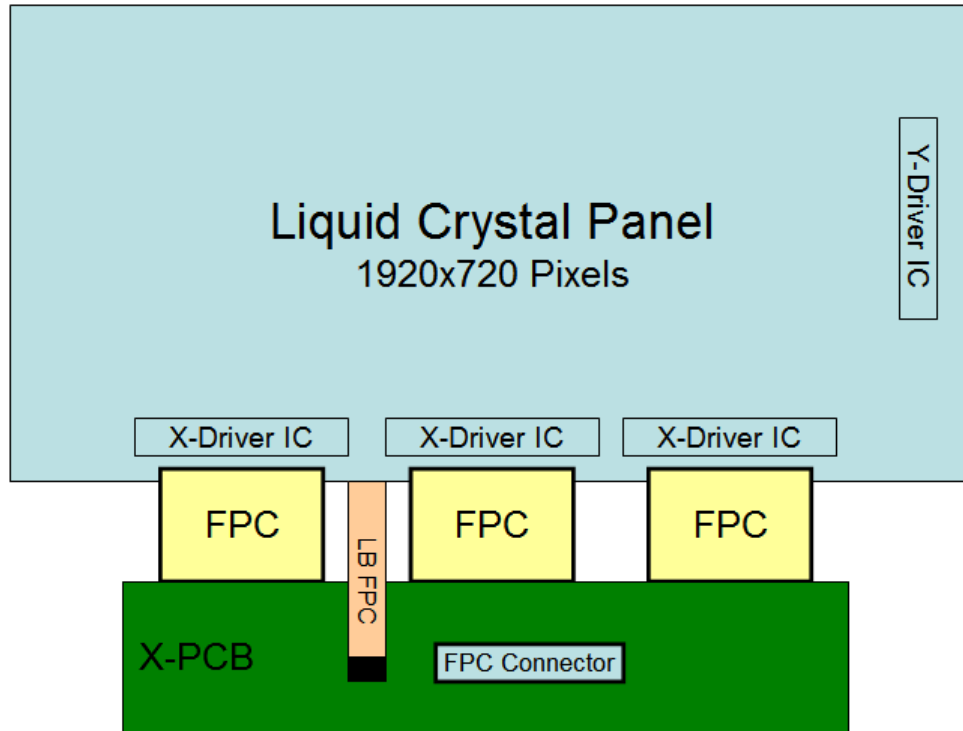 Liquid Crystal Panel
1920x720 Pixels
Y-Driver IC
X-Driver IC
X-Driver IC
X-Driver IC
FPC
FPC
FPC
LB FPC
X-PCB
FPC Connector